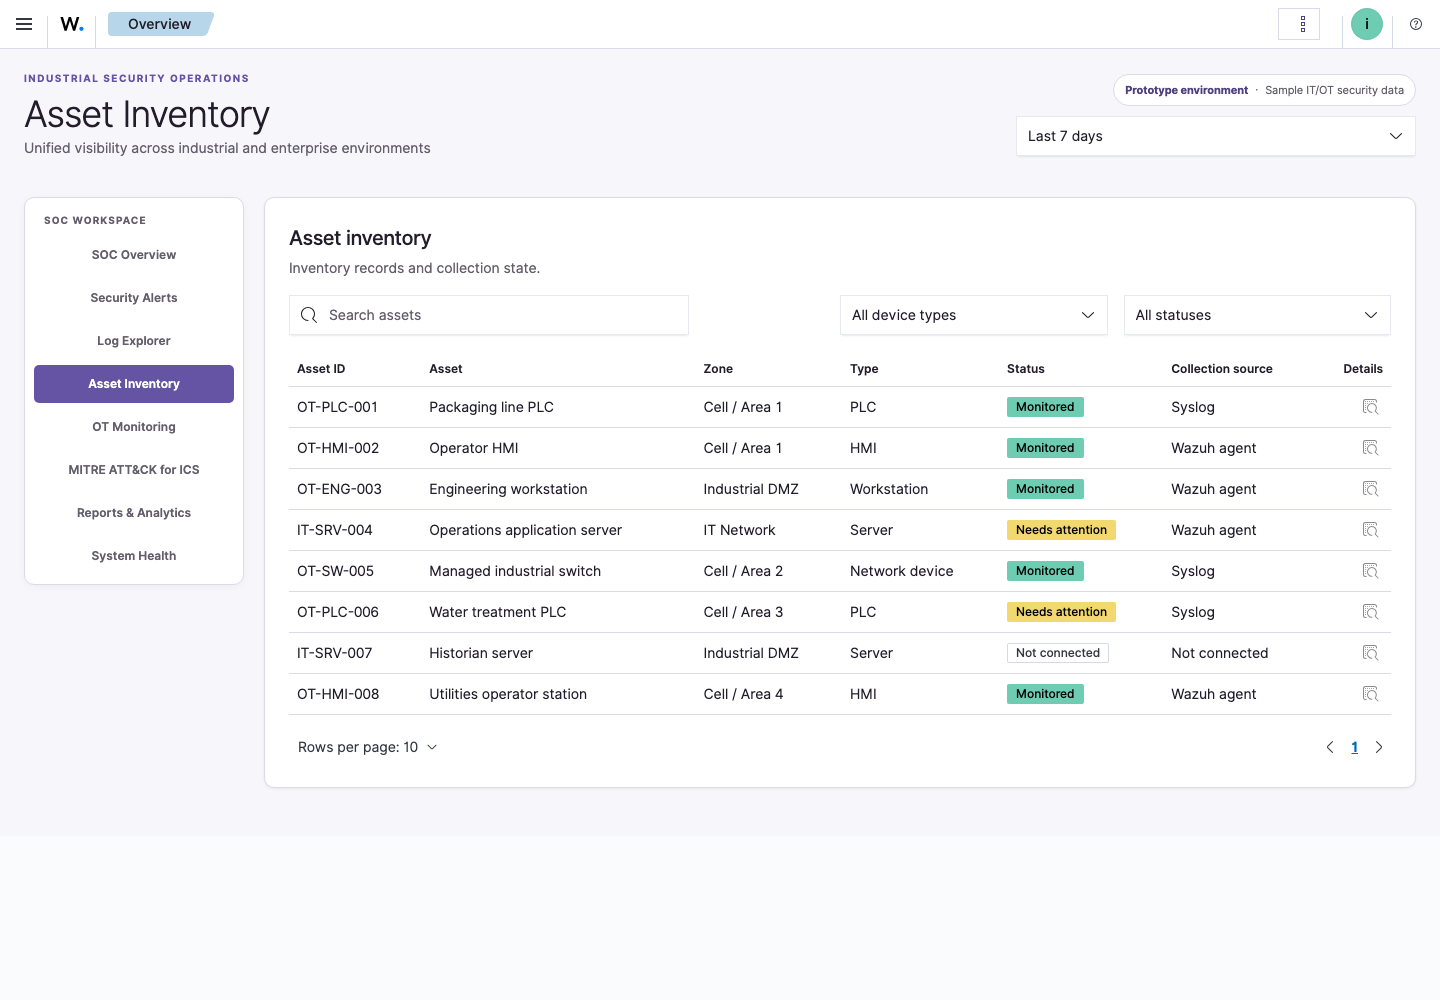 W.
Overview
i
INDUSTRIAL SECURITY OPERATIONS
Asset Inventory
Unified visibility across industrial and enterprise environments
Prototype environment · Sample IT/OT security data
Last 7 days
SOC WORKSPACE
SOC Overview
Security Alerts
Log Explorer
Asset Inventory
OT Monitoring
MITRE ATT&CK for ICS
Reports & Analytics
System Health
Asset inventory
Inventory records and collection state.
Search assets
All device types
All statuses
Asset ID Asset Zone Type Status Collection source Details
OT-PLC-001 Packaging line PLC Cell / Area 1 PLC Monitored Syslog
OT-HMI-002 Operator HMI Cell / Area 1 HMI Monitored Wazuh agent
OT-ENG-003 Engineering workstation Industrial DMZ Workstation Monitored Wazuh agent
IT-SRV-004 Operations application server IT Network Server Needs attention Wazuh agent
OT-SW-005 Managed industrial switch Cell / Area 2 Network device Monitored Syslog
OT-PLC-006 Water treatment PLC Cell / Area 3 PLC Needs attention Syslog
IT-SRV-007 Historian server Industrial DMZ Server Not connected Not connected
OT-HMI-008 Utilities operator station Cell / Area 4 HMI Monitored Wazuh agent
Rows per page: 10
1